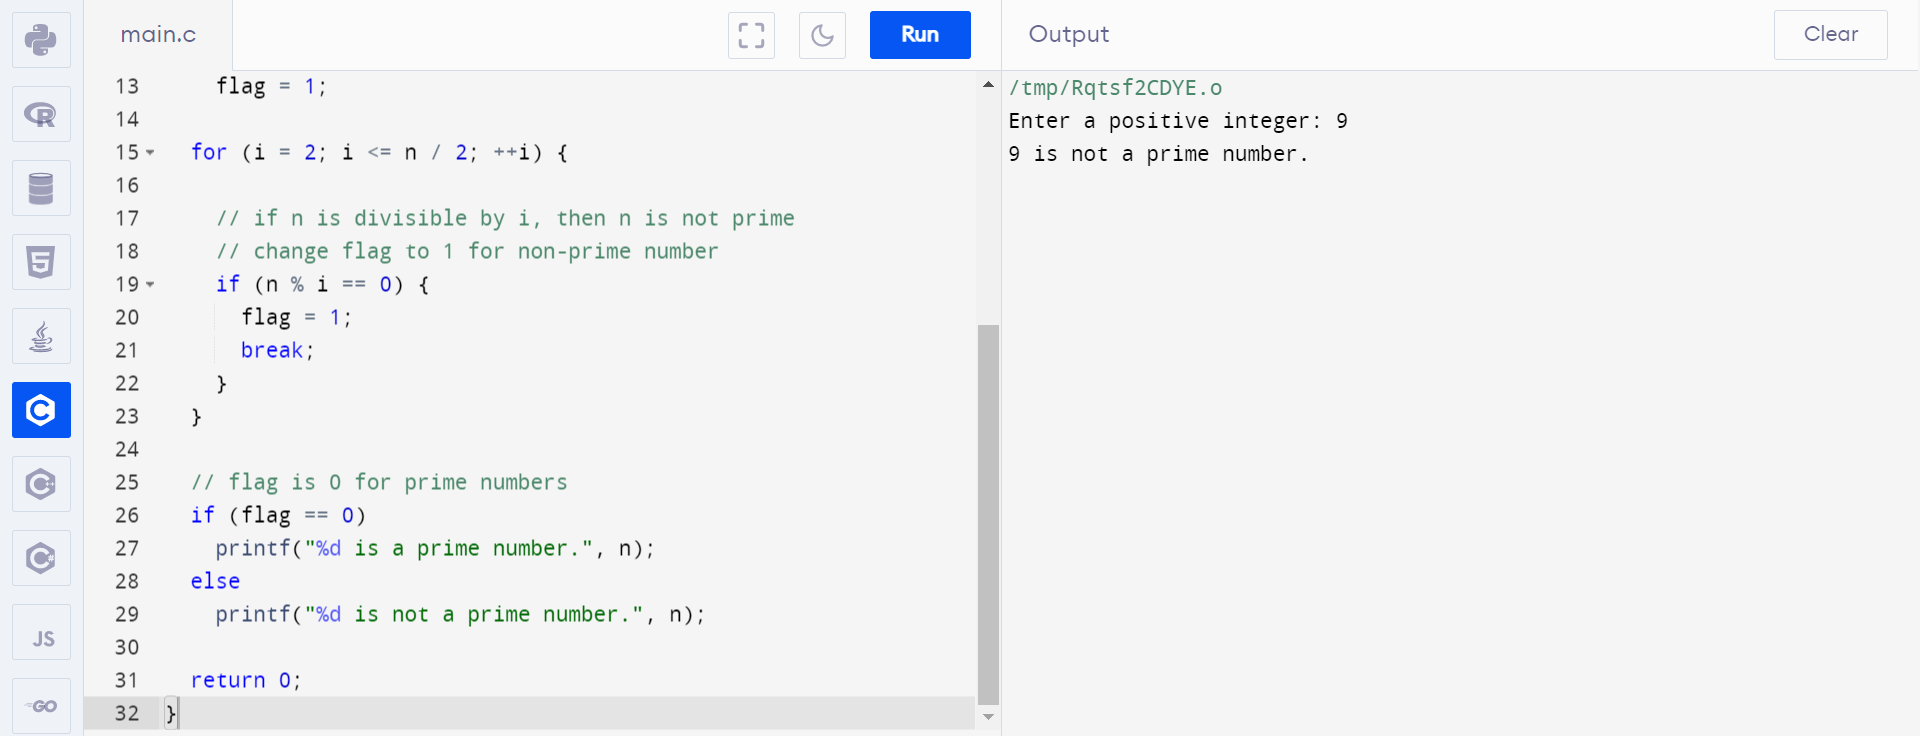 main.c
Run
Output
Clear
13 flag = 1;
14
15 for (i = 2; i <= n / 2; ++i) {
16
17 // if n is divisible by i, then n is not prime
18 // change flag to 1 for non-prime number
19 if (n % i == 0) {
20 flag = 1;
21 break;
22 }
23 }
24
25 // flag is 0 for prime numbers
26 if (flag == 0)
27 printf("%d is a prime number.", n);
28 else
29 printf("%d is not a prime number.", n);
30
31 return 0;
32 }
/tmp/Rqtsf2CDYE.o
Enter a positive integer: 9
9 is not a prime number.
R
5
C
C
C#
JS
GO